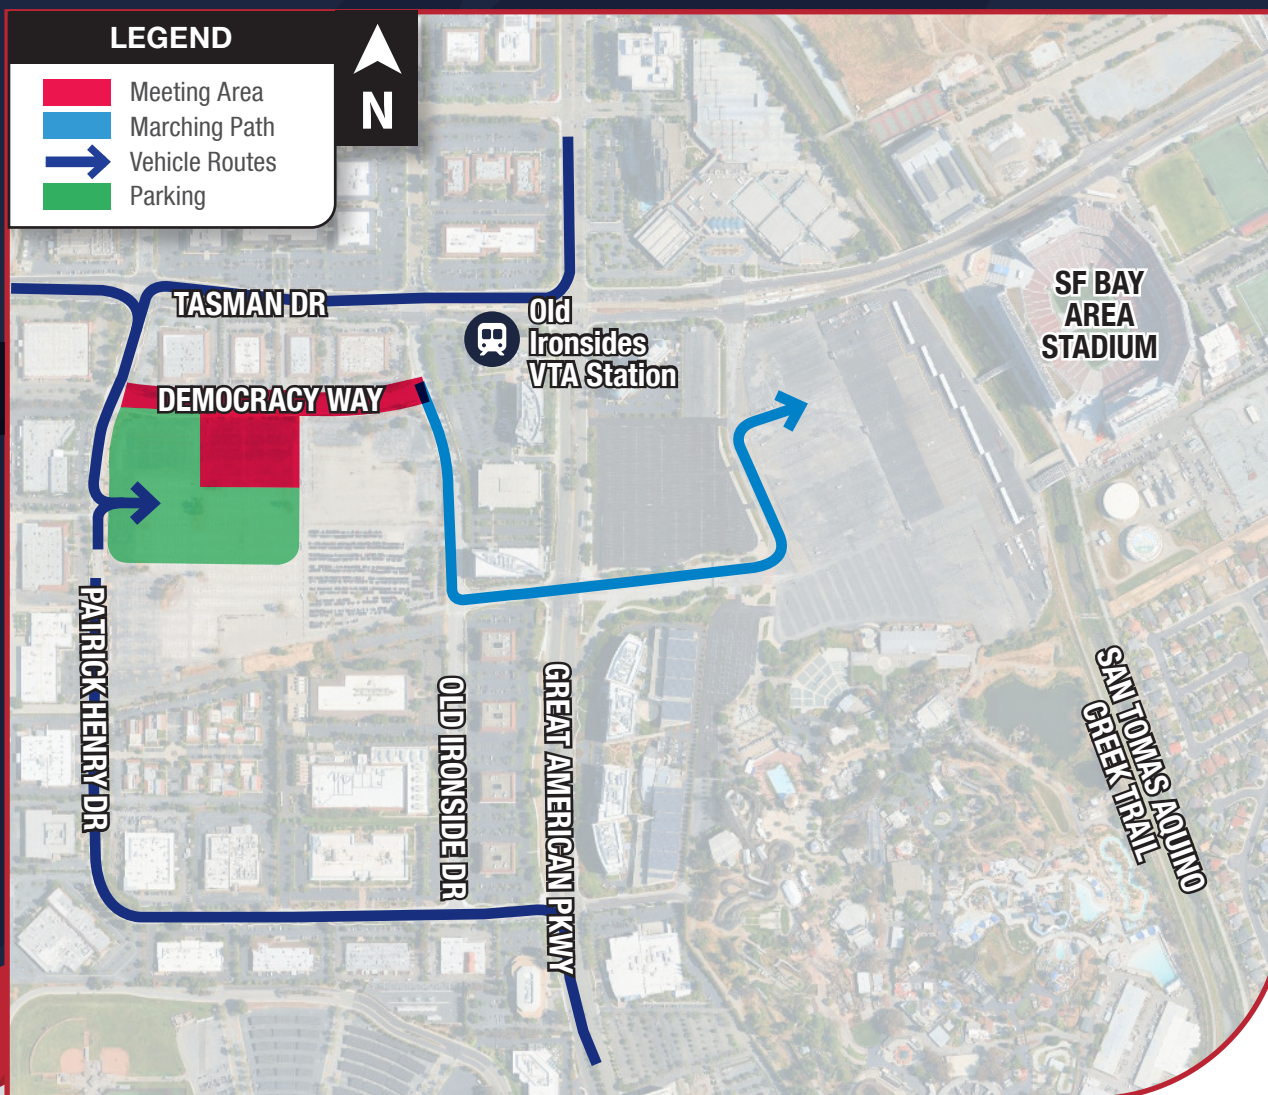 LEGEND
Meeting Area
Marching Path
Vehicle Routes
Parking
N
TASMAN DR
Old
Ironsides
VTA Station
SF BAY
AREA
STADIUM
DEMOCRACY WAY
PATRICK HENRY DR
OLD IRONSIDE DR
GREAT AMERICAN PKWY
SAN TOMAS AQUINO
CREEK TRAIL